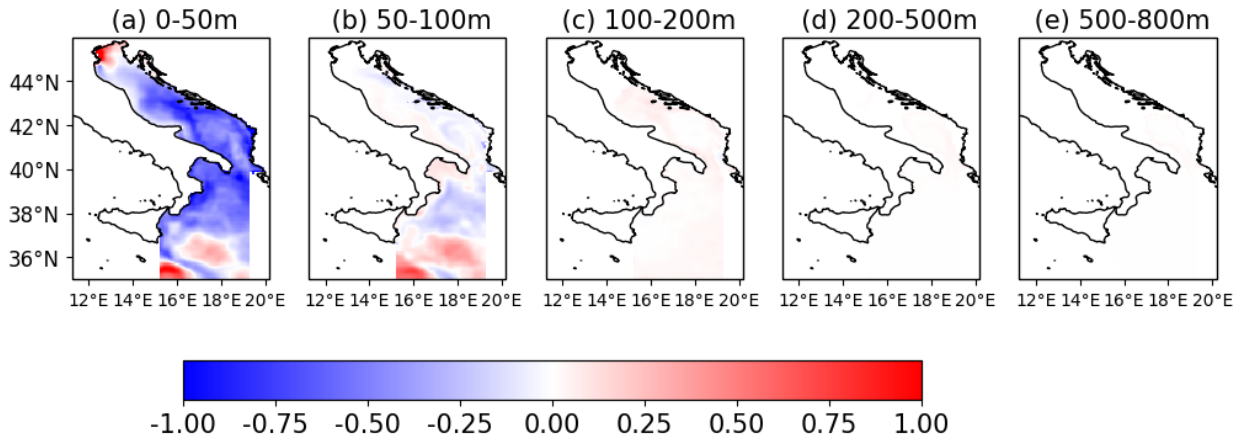 (a) 0-50m (b) 50-100m (c) 100-200m (d) 200-500m (e) 500-800m
44°N
42°N
40°N
38°N
36°N
12°E 14°E 16°E 18°E 20°E 12°E 14°E 16°E 18°E 20°E 12°E 14°E 16°E 18°E 20°E 12°E 14°E 16°E 18°E 20°E 12°E 14°E 16°E 18°E 20°E
-1.00 -0.75 -0.50 -0.25 0.00 0.25 0.50 0.75 1.00